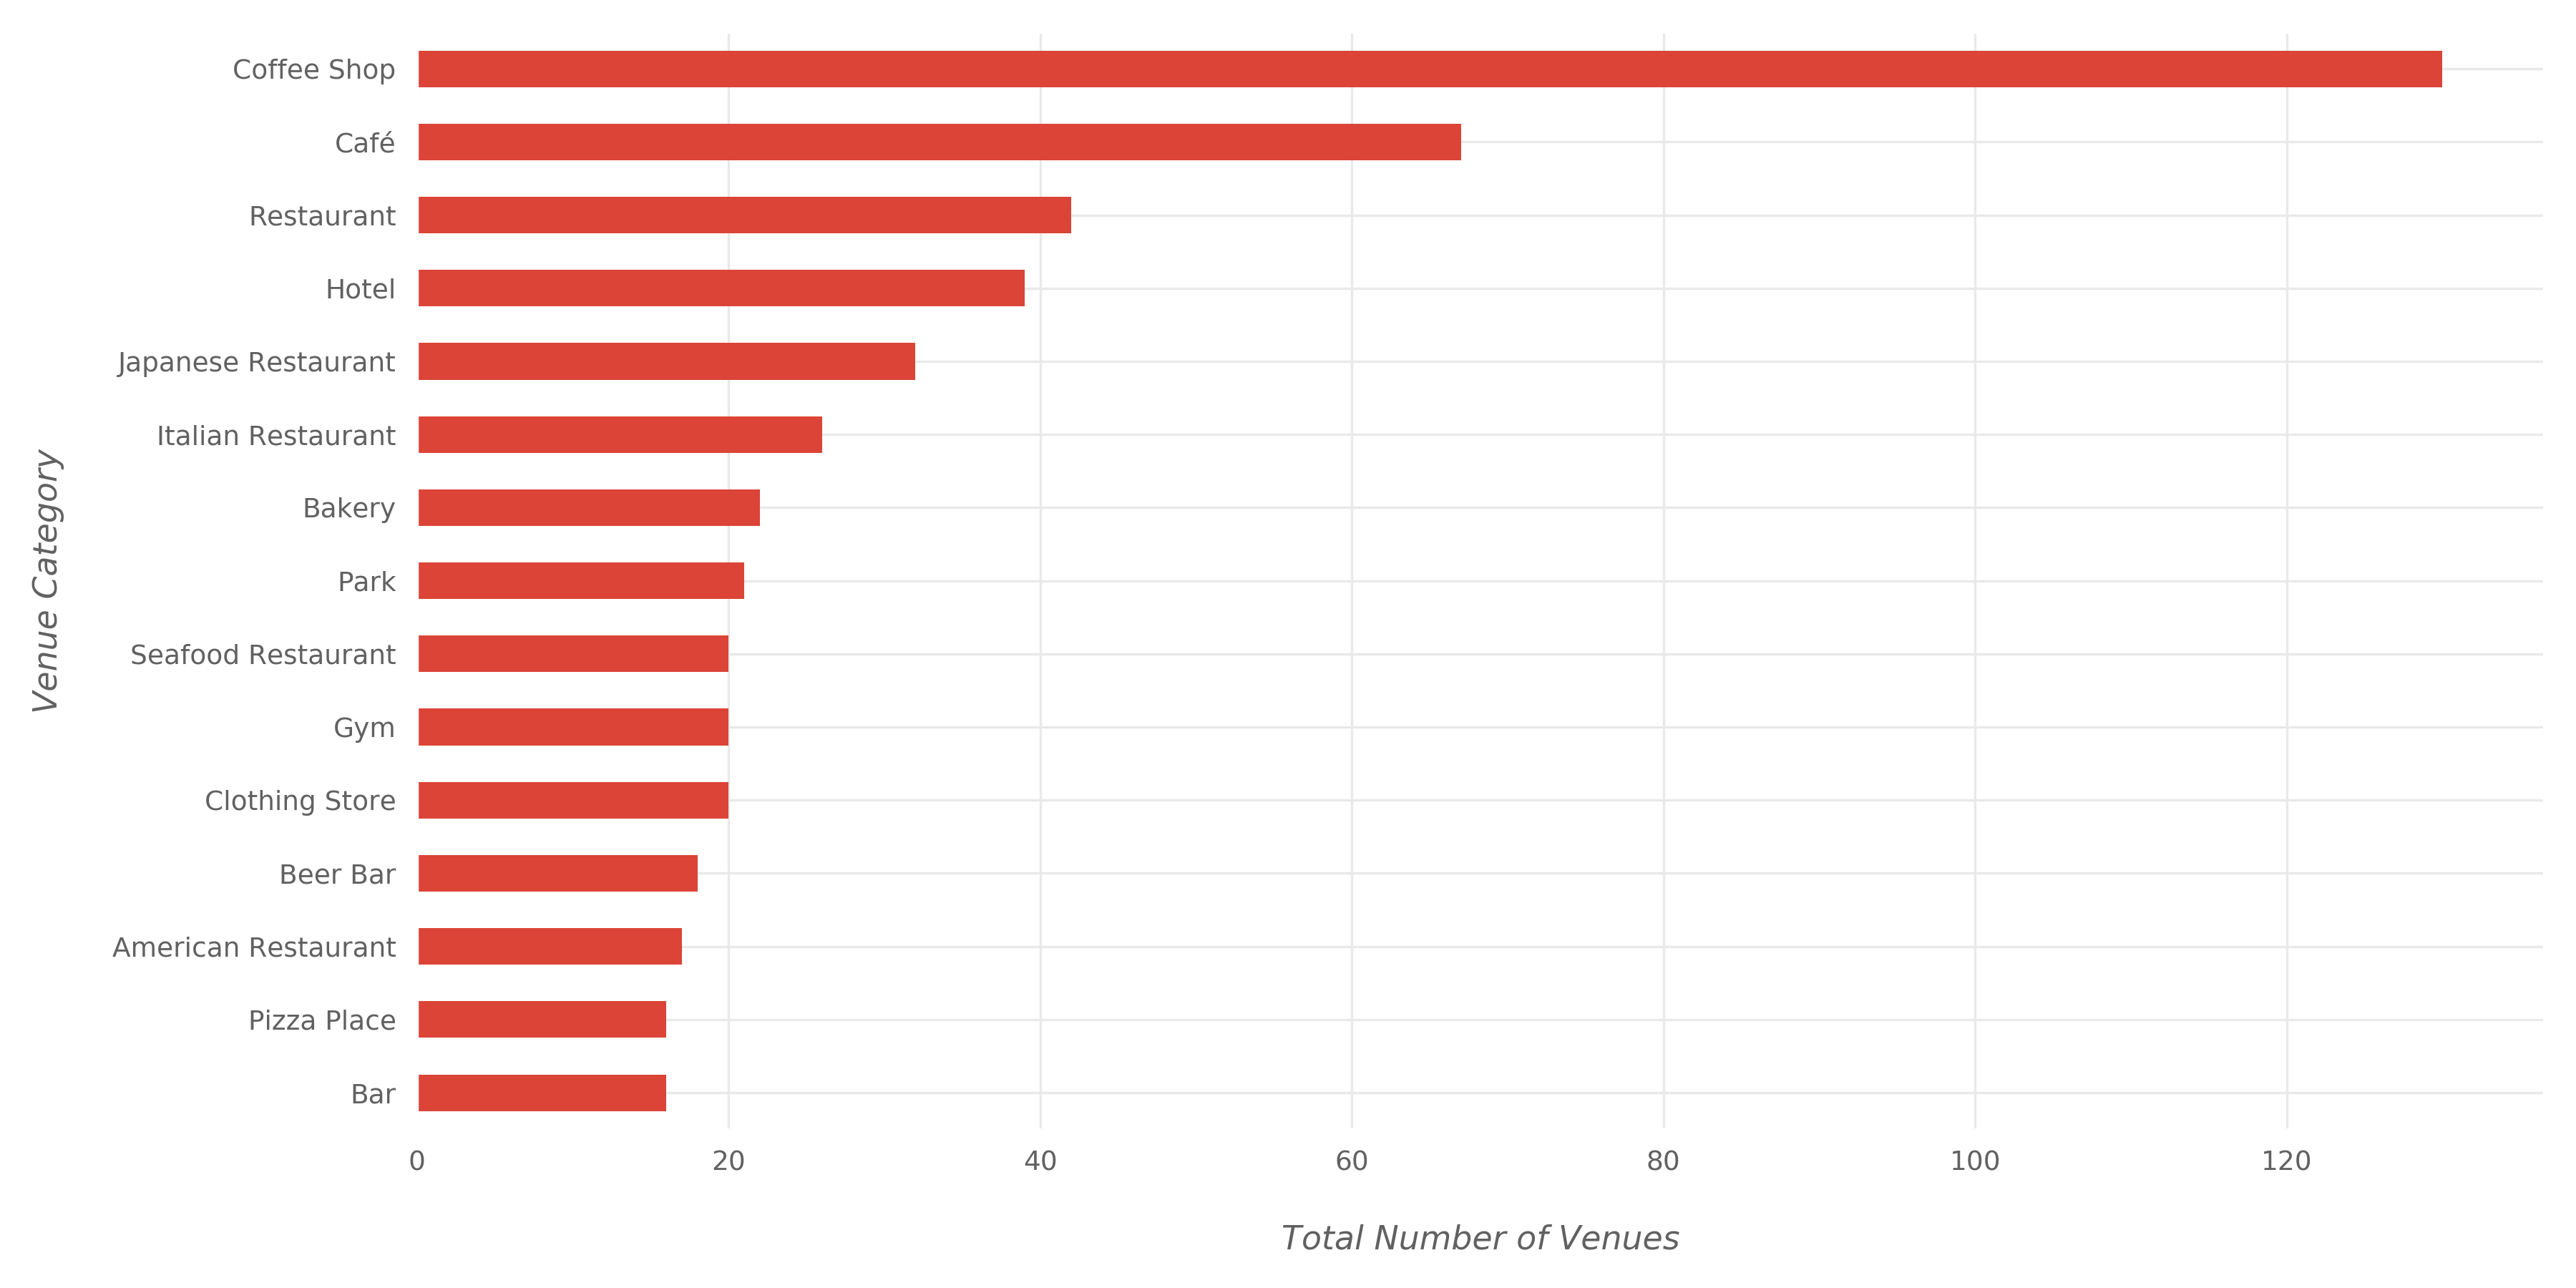 Coffee Shop
Café
Restaurant
Hotel
Japanese Restaurant
Italian Restaurant
Bakery
Park
Seafood Restaurant
Gym
Clothing Store
Beer Bar
American Restaurant
Pizza Place
Bar
Venue Category
0 20 40 60 80 100 120
Total Number of Venues